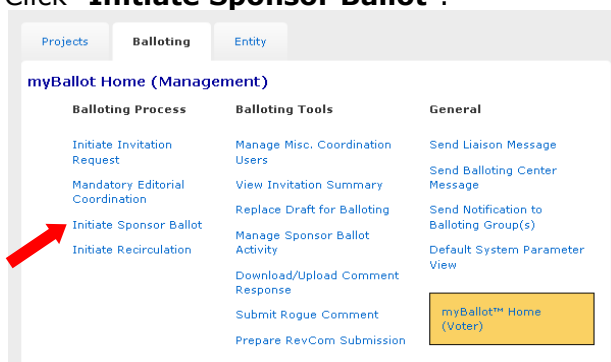 Click "Initiate Sponsor Ballot".
Projects Balloting Entity
myBallot Home (Management)
Balloting Process
Initiate Invitation
Request
Mandatory Editorial
Coordination
Initiate Sponsor Ballot
Initiate Recirculation
Balloting Tools
Manage Misc. Coordination
Users
View Invitation Summary
Replace Draft for Balloting
Manage Sponsor Ballot
Activity
Download/Upload Comment
Response
Submit Rogue Comment
Prepare RevCom Submission
General
Send Liaison Message
Send Balloting Center
Message
Send Notification to
Balloting Group(s)
Default System Parameter
View
myBallot™ Home
(Voter)